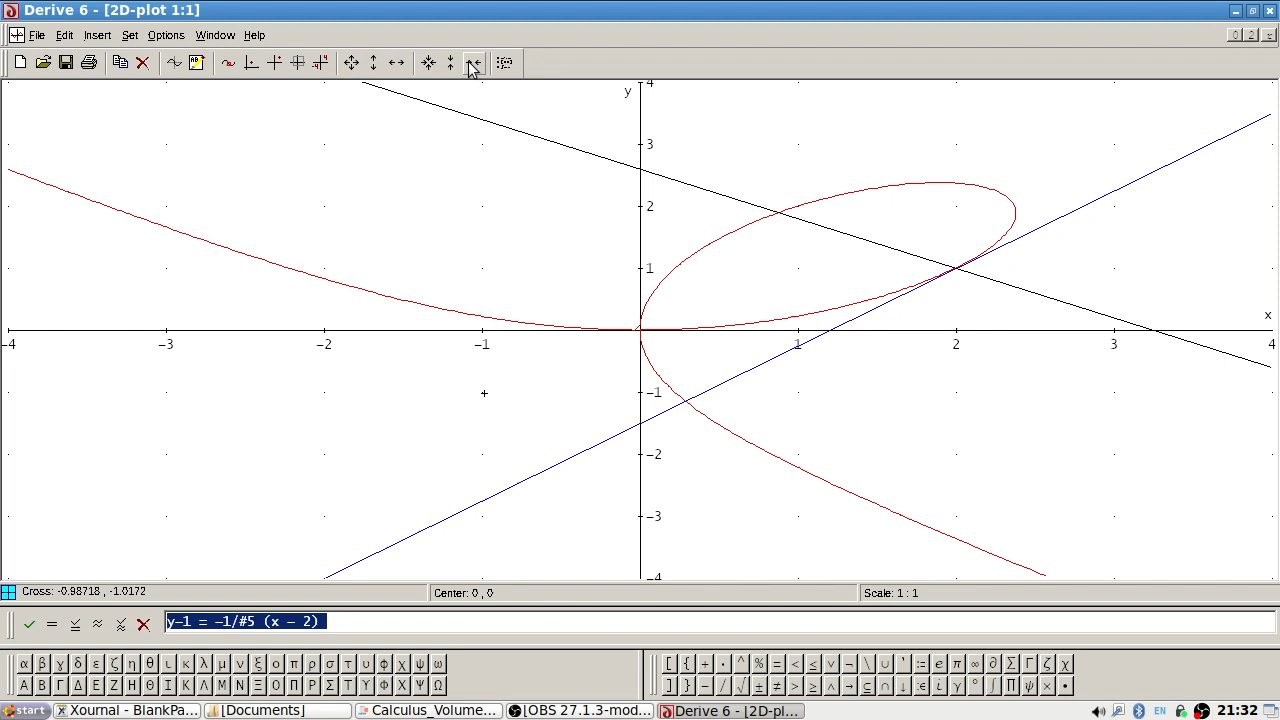 Derive 6 - [2D-plot 1:1]
File Edit Insert Set Options Window Help
y
4
3
2
1
-1
-2
-3
-4
x
-4 -3 -2 -1 1 2 3 4
Cross: -0.98718 , -1.0172 Center: 0 , 0 Scale: 1 : 1
y-1 = -1/#5 (x - 2)
α β γ δ ε ζ η θ ι κ λ μ ν ξ ο π ρ σ τ υ φ χ ψ ω
Α Β Γ Δ Ε Ζ Η Θ Ι Κ Λ Μ Ν Ξ Ο Π Ρ Σ Τ Υ Φ Χ Ψ Ω
start Xournal - BlankPa... [Documents] Calculus_Volume... [OBS 27.1.3-mod... Derive 6 - [2D-pl... EN 21:32